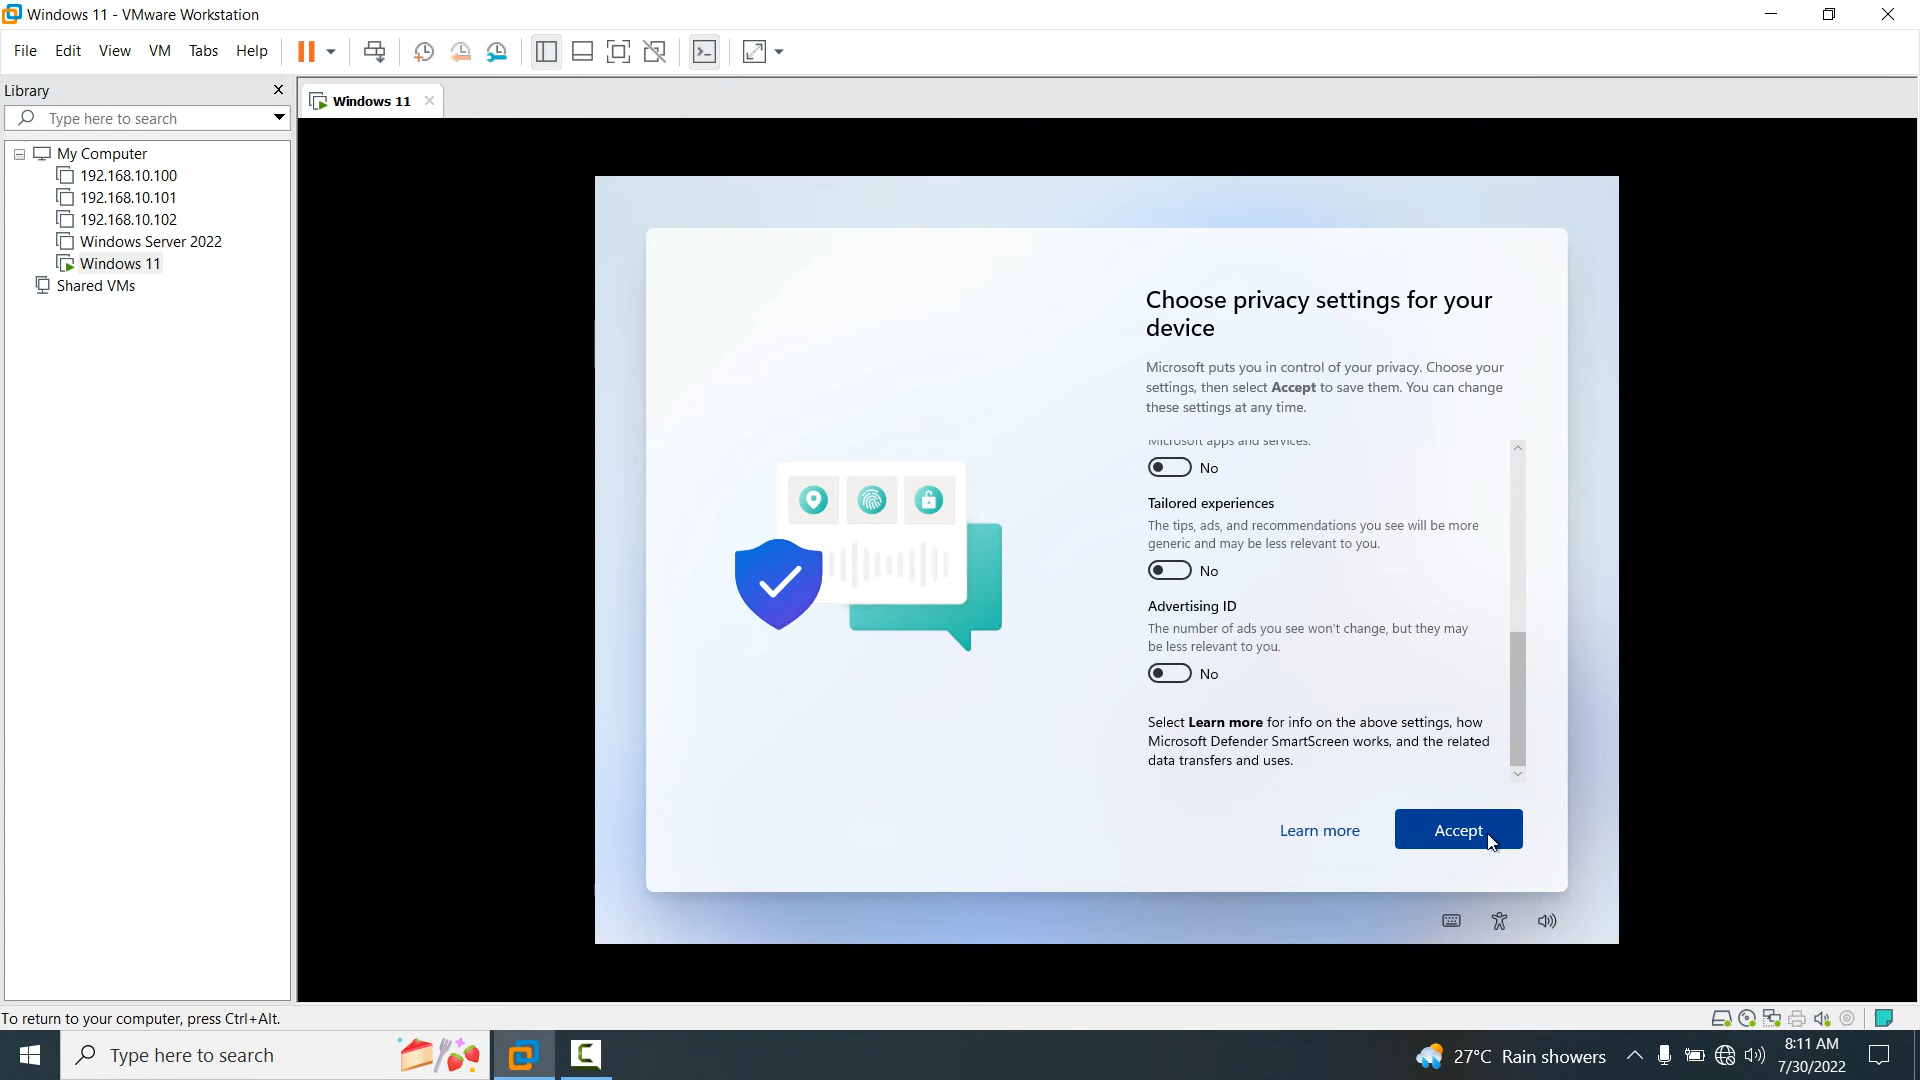 Windows 11 - VMware Workstation
File Edit View VM Tabs Help
Library
Type here to search
My Computer
192.168.10.100
192.168.10.101
192.168.10.102
Windows Server 2022
Windows 11
Shared VMs
Windows 11
Choose privacy settings for your
device
Microsoft puts you in control of your privacy. Choose your
settings, then select Accept to save them. You can change
these settings at any time.
Microsoft apps and services.
No
Tailored experiences
The tips, ads, and recommendations you see will be more
generic and may be less relevant to you.
No
Advertising ID
The number of ads you see won't change, but they may
be less relevant to you.
No
Select Learn more for info on the above settings, how
Microsoft Defender SmartScreen works, and the related
data transfers and uses.
Learn more
Accept
To return to your computer, press Ctrl+Alt.
Type here to search
27°C Rain showers
8:11 AM
7/30/2022